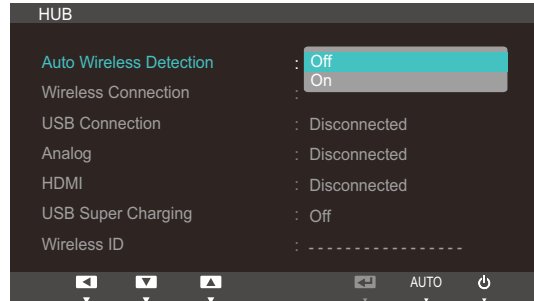 HUB
Auto Wireless Detection : Off
On
Wireless Connection :
USB Connection : Disconnected
Analog : Disconnected
HDMI : Disconnected
USB Super Charging : Off
Wireless ID : - - - - - - - - - - - - - - - - -
AUTO